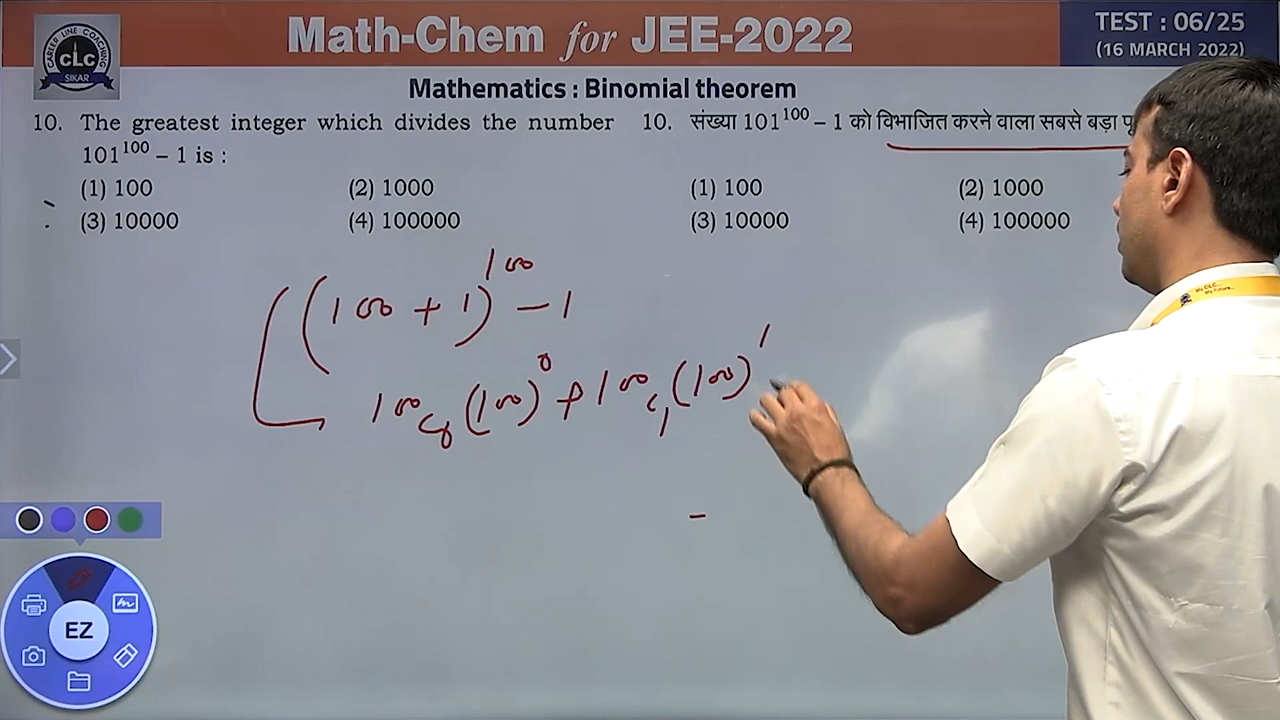 CAREER LINE COACHING
CLC
SIKAR
Math-Chem for JEE-2022
TEST : 06/25
(16 MARCH 2022)
Mathematics : Binomial theorem
10. The greatest integer which divides the number
101^100 – 1 is :
(1) 100 (2) 1000
(3) 10000 (4) 100000
10. संख्या 101^100 – 1 को विभाजित करने वाला सबसे बड़ा
(1) 100 (2) 1000
(3) 10000 (4) 100000
(100 + 1)^100 – 1
100C0 (100)^0 + 100C1 (100)^1
–
EZ